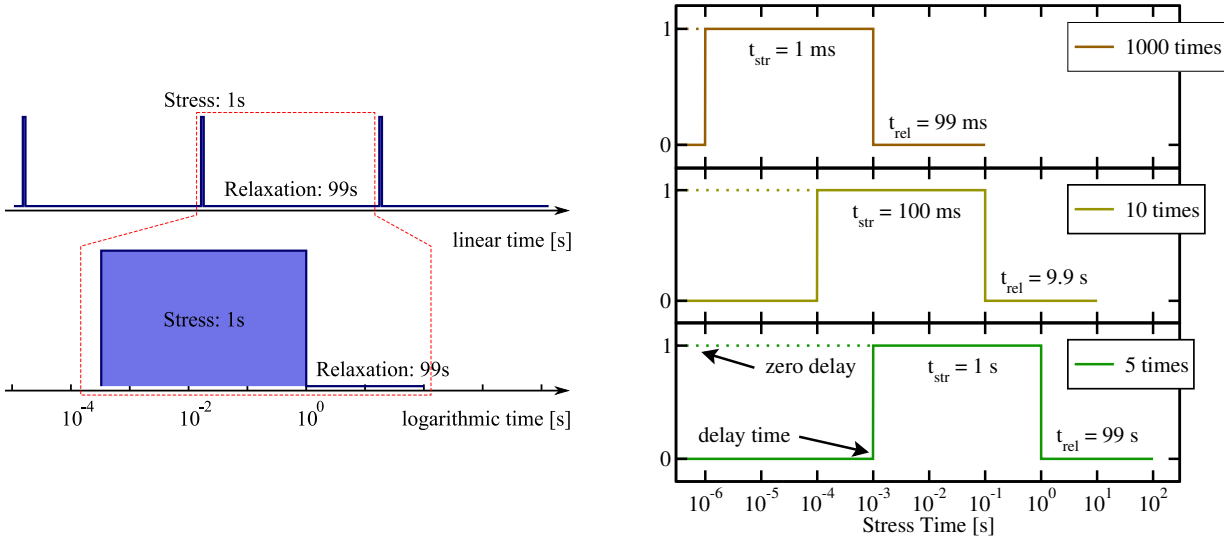 Stress: 1s
Relaxation: 99s
linear time [s]
Stress: 1s
Relaxation: 99s
10^-4
10^-2
10^0
logarithmic time [s]
1
t_str = 1 ms
1000 times
t_rel = 99 ms
0
1
t_str = 100 ms
10 times
t_rel = 9.9 s
0
1
zero delay
t_str = 1 s
5 times
delay time
t_rel = 99 s
0
10^-6 10^-5 10^-4 10^-3 10^-2 10^-1 10^0 10^1 10^2
Stress Time [s]